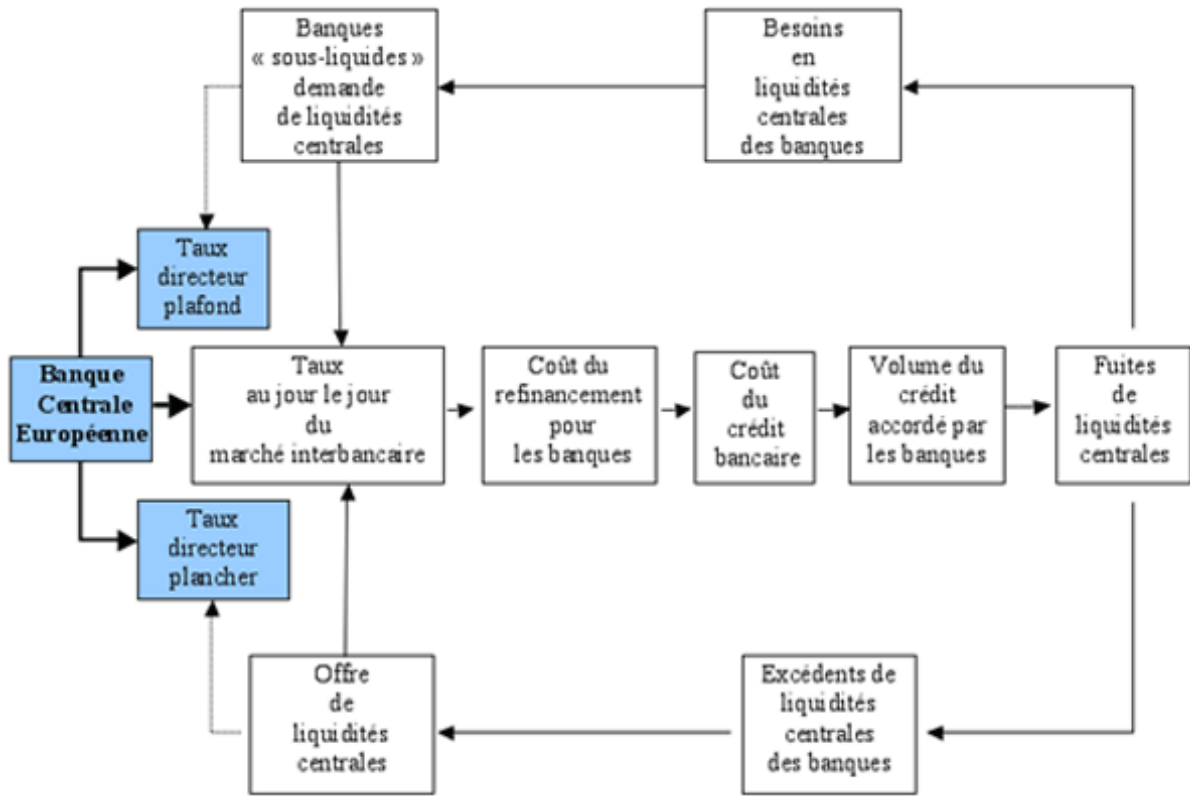 Banques
« sous-liquides »
demande
de liquidités
centrales
Besoins
en
liquidités
centrales
des banques
Taux
directeur
plafond
Banque
Centrale
Européenne
Taux
au jour le jour
du
marché interbancaire
Coût du
refinancement
pour
les banques
Coût
du
crédit
bancaire
Volume du
crédit
accordé par
les banques
Fuites
de
liquidités
centrales
Taux
directeur
plancher
Offre
de
liquidités
centrales
Excédents de
liquidités
centrales
des banques